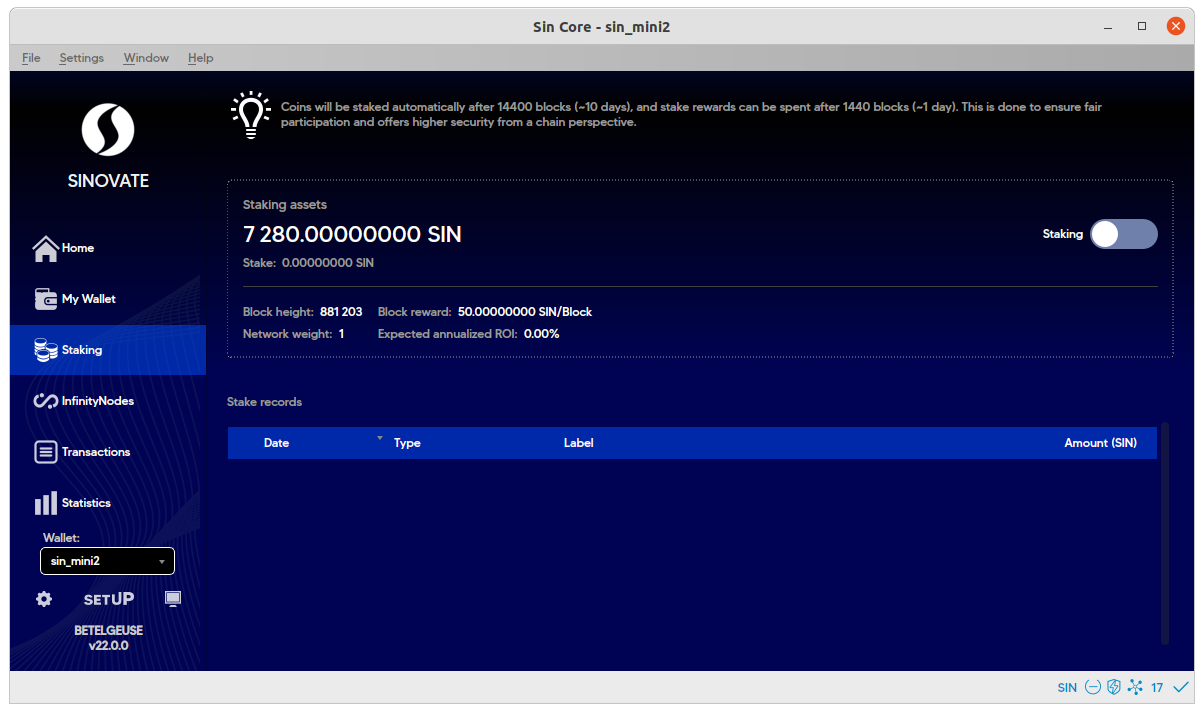 Sin Core - sin_mini2
File Settings Window Help
Coins will be staked automatically after 14400 blocks (~10 days), and stake rewards can be spent after 1440 blocks (~1 day). This is done to ensure fair
participation and offers higher security from a chain perspective.
SINOVATE
Staking assets
7 280.00000000 SIN
Staking
Stake: 0.00000000 SIN
Home
My Wallet
Block height: 881 203 Block reward: 50.00000000 SIN/Block
Network weight: 1 Expected annualized ROI: 0.00%
Staking
InfinityNodes
Stake records
Date Type Label Amount (SIN)
Transactions
Statistics
Wallet:
sin_mini2
SETUP
BETELGEUSE
v22.0.0
SIN 17